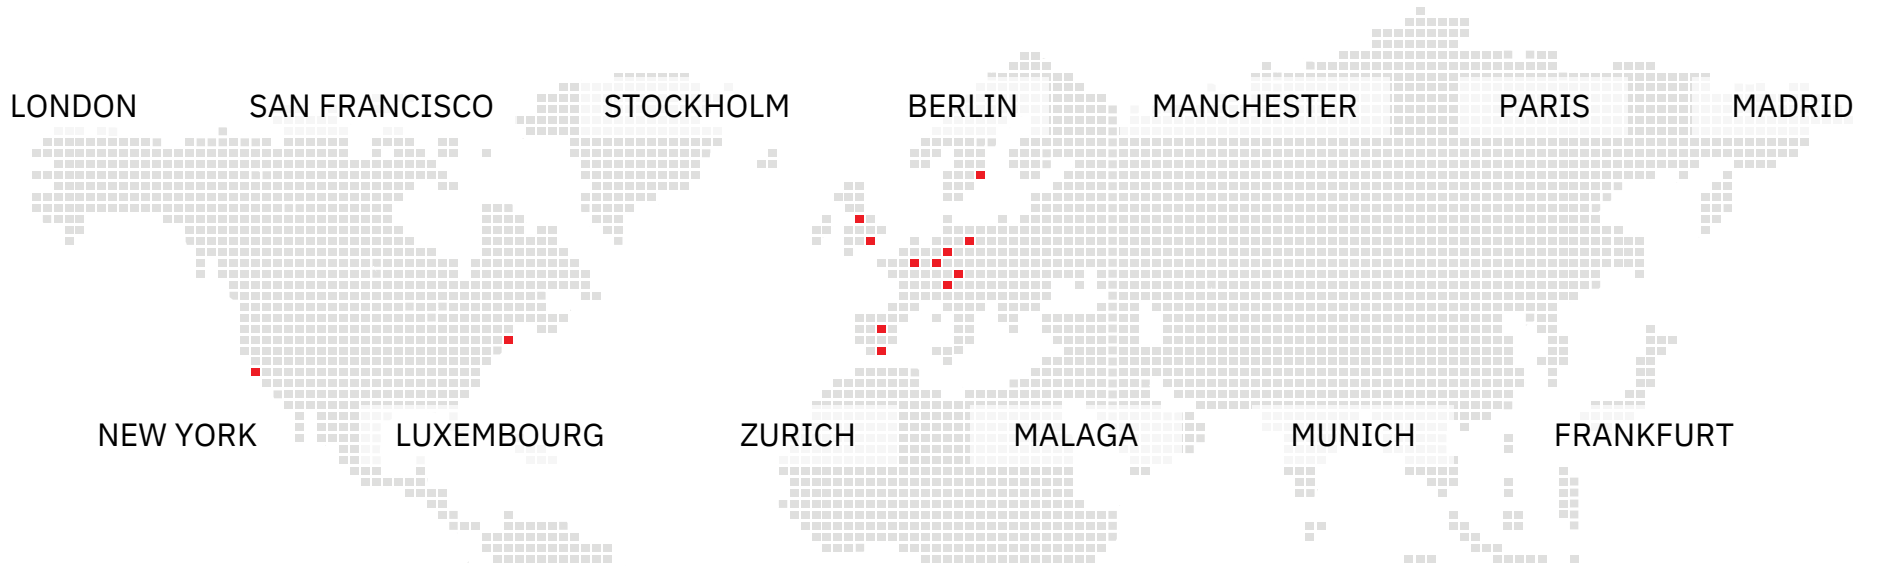 LONDON SAN FRANCISCO STOCKHOLM BERLIN MANCHESTER PARIS MADRID
NEW YORK LUXEMBOURG ZURICH MALAGA MUNICH FRANKFURT